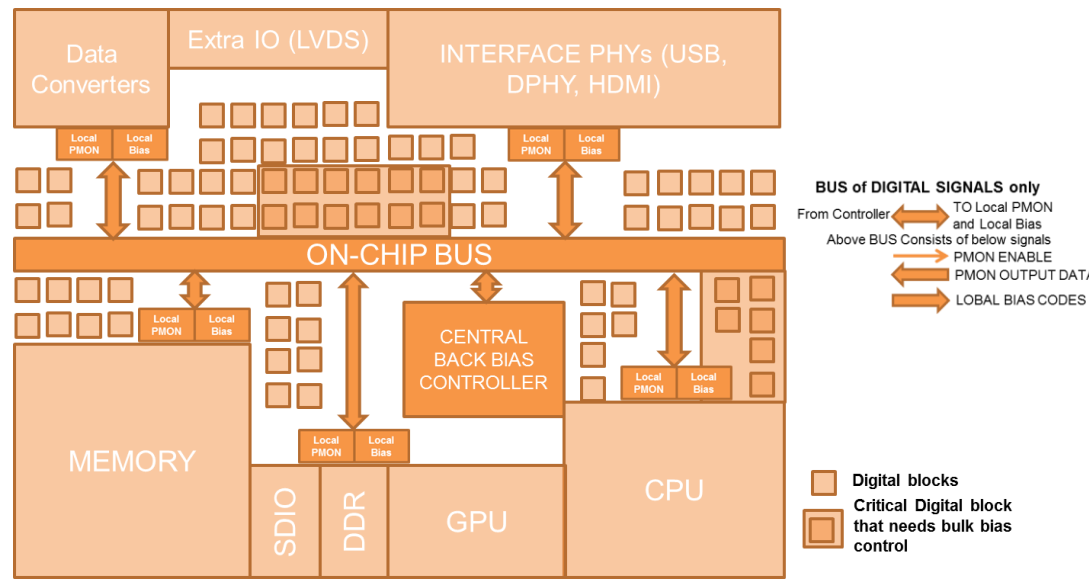 Data
Converters
Extra IO (LVDS)
INTERFACE PHYs (USB,
DPHY, HDMI)
Local
PMON
Local
Bias
Local
PMON
Local
Bias
ON-CHIP BUS
Local
PMON
Local
Bias
CENTRAL
BACK BIAS
CONTROLLER
Local
PMON
Local
Bias
Local
PMON
Local
Bias
MEMORY
SDIO
DDR
GPU
CPU
BUS of DIGITAL SIGNALS only
From Controller
TO Local PMON
and Local Bias
Above BUS Consists of below signals
PMON ENABLE
PMON OUTPUT DATA
LOBAL BIAS CODES
Digital blocks
Critical Digital block
that needs bulk bias
control